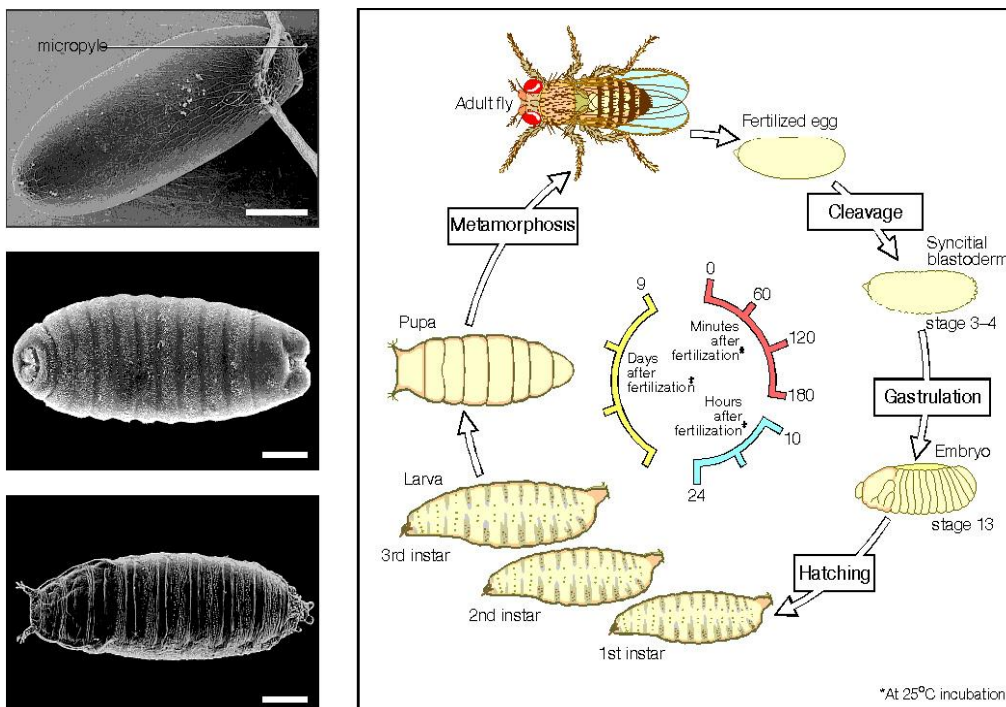 micropyle
Adult fly
Fertilized egg
Cleavage
Syncitial
blastoderm
stage 3–4
Metamorphosis
Pupa
9
0
60
120
180
Minutes
after
fertilization*
Days
after
fertilization*
Hours
after
fertilization*
10
24
Gastrulation
Embryo
stage 13
Larva
3rd instar
2nd instar
1st instar
Hatching
*At 25°C incubation